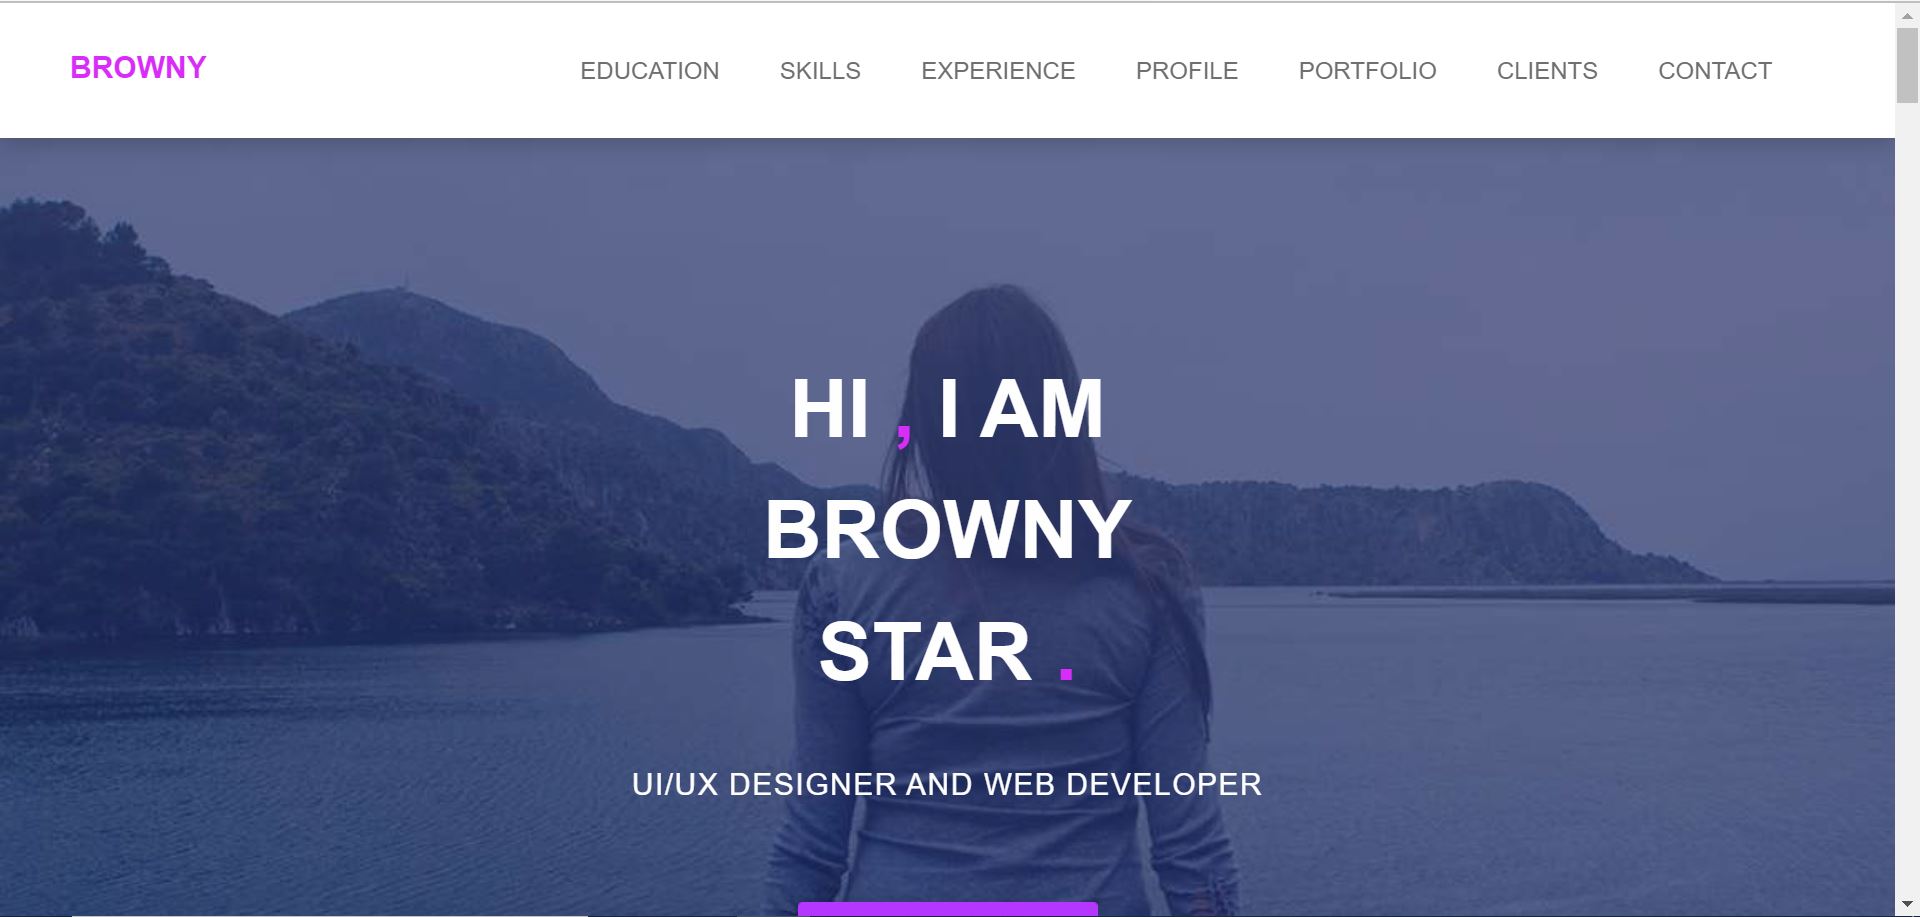 BROWNY
EDUCATION SKILLS EXPERIENCE PROFILE PORTFOLIO CLIENTS CONTACT
HI , I AM
BROWNY
STAR .
UI/UX DESIGNER AND WEB DEVELOPER